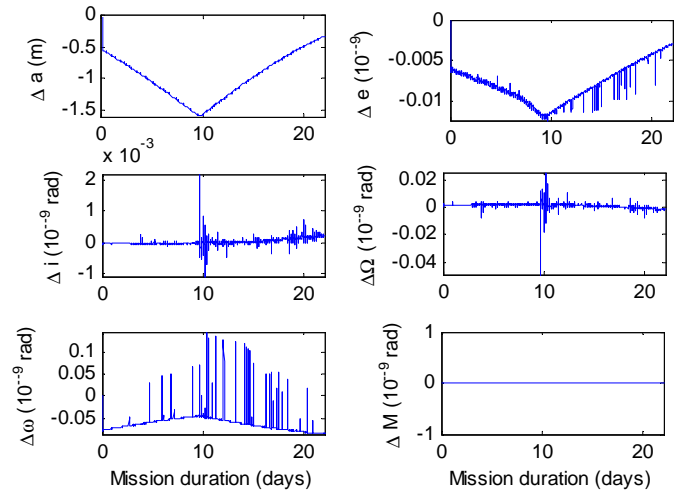 Δ a (m)
0
-0.5
-1
-1.5
0 10 20
Δ e (10⁻⁻⁹)
-0.005
-0.01
0 10 20
x 10⁻³
Δ i (10⁻⁻⁹ rad)
2
1
0
-1
0 10 20
ΔΩ (10⁻⁻⁹ rad)
0.02
0
-0.02
-0.04
0 10 20
Δω (10⁻⁻⁹ rad)
0.1
0.05
0
-0.05
0 10 20
Mission duration (days)
Δ M (10⁻⁻⁹ rad)
1
0
-1
0 10 20
Mission duration (days)